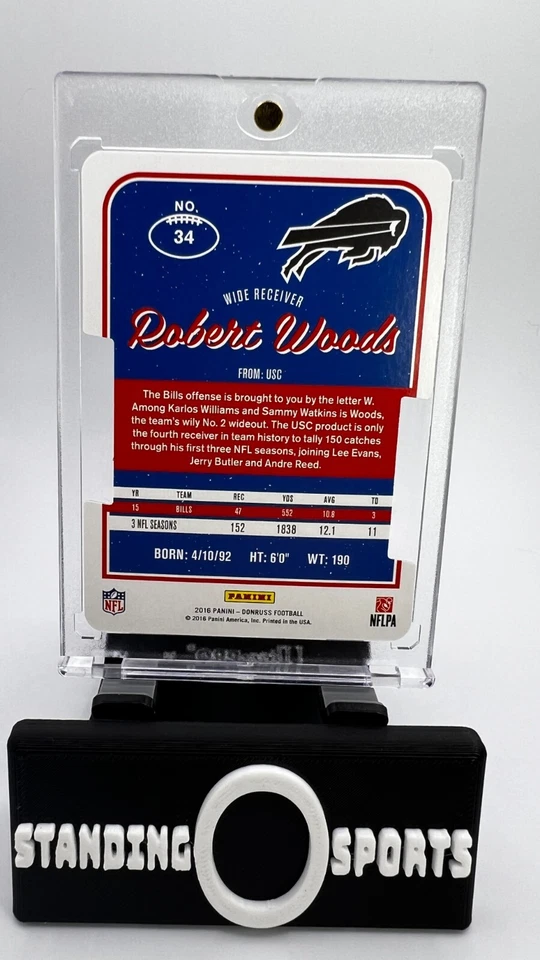 NO.
34
WIDE RECEIVER
Robert Woods
FROM: USC
The Bills offense is brought to you by the letter W.
Among Karlos Williams and Sammy Watkins is Woods,
the team's wily No. 2 wideout. The USC product is only
the fourth receiver in team history to tally 150 catches
through his first three NFL seasons, joining Lee Evans,
Jerry Butler and Andre Reed.
YR TEAM REC YDS AVG TD
15 BILLS 47 552 10.8 3
3 NFL SEASONS 152 1838 12.1 11
BORN: 4/10/92 HT: 6'0" WT: 190
NFL
PANINI
NFLPA
2016 PANINI – DONRUSS FOOTBALL
© 2016 Panini America, Inc. Printed in the USA.
STANDING O SPORTS